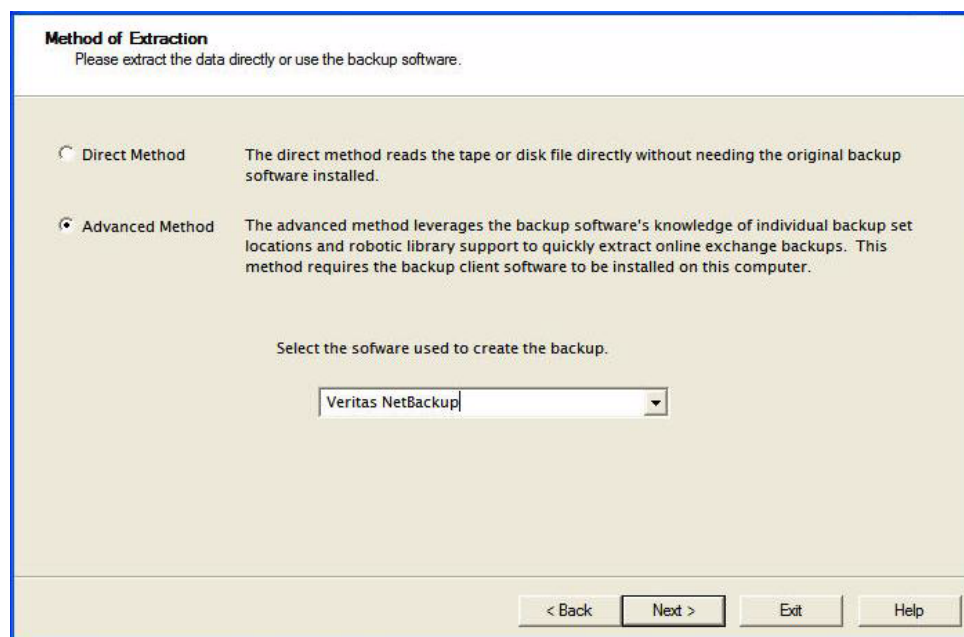 Method of Extraction
Please extract the data directly or use the backup software.
Direct Method
The direct method reads the tape or disk file directly without needing the original backup
software installed.
Advanced Method
The advanced method leverages the backup software's knowledge of individual backup set
locations and robotic library support to quickly extract online exchange backups.  This
method requires the backup client software to be installed on this computer.
Select the sofware used to create the backup.
Veritas NetBackup
< Back
Next >
Exit
Help